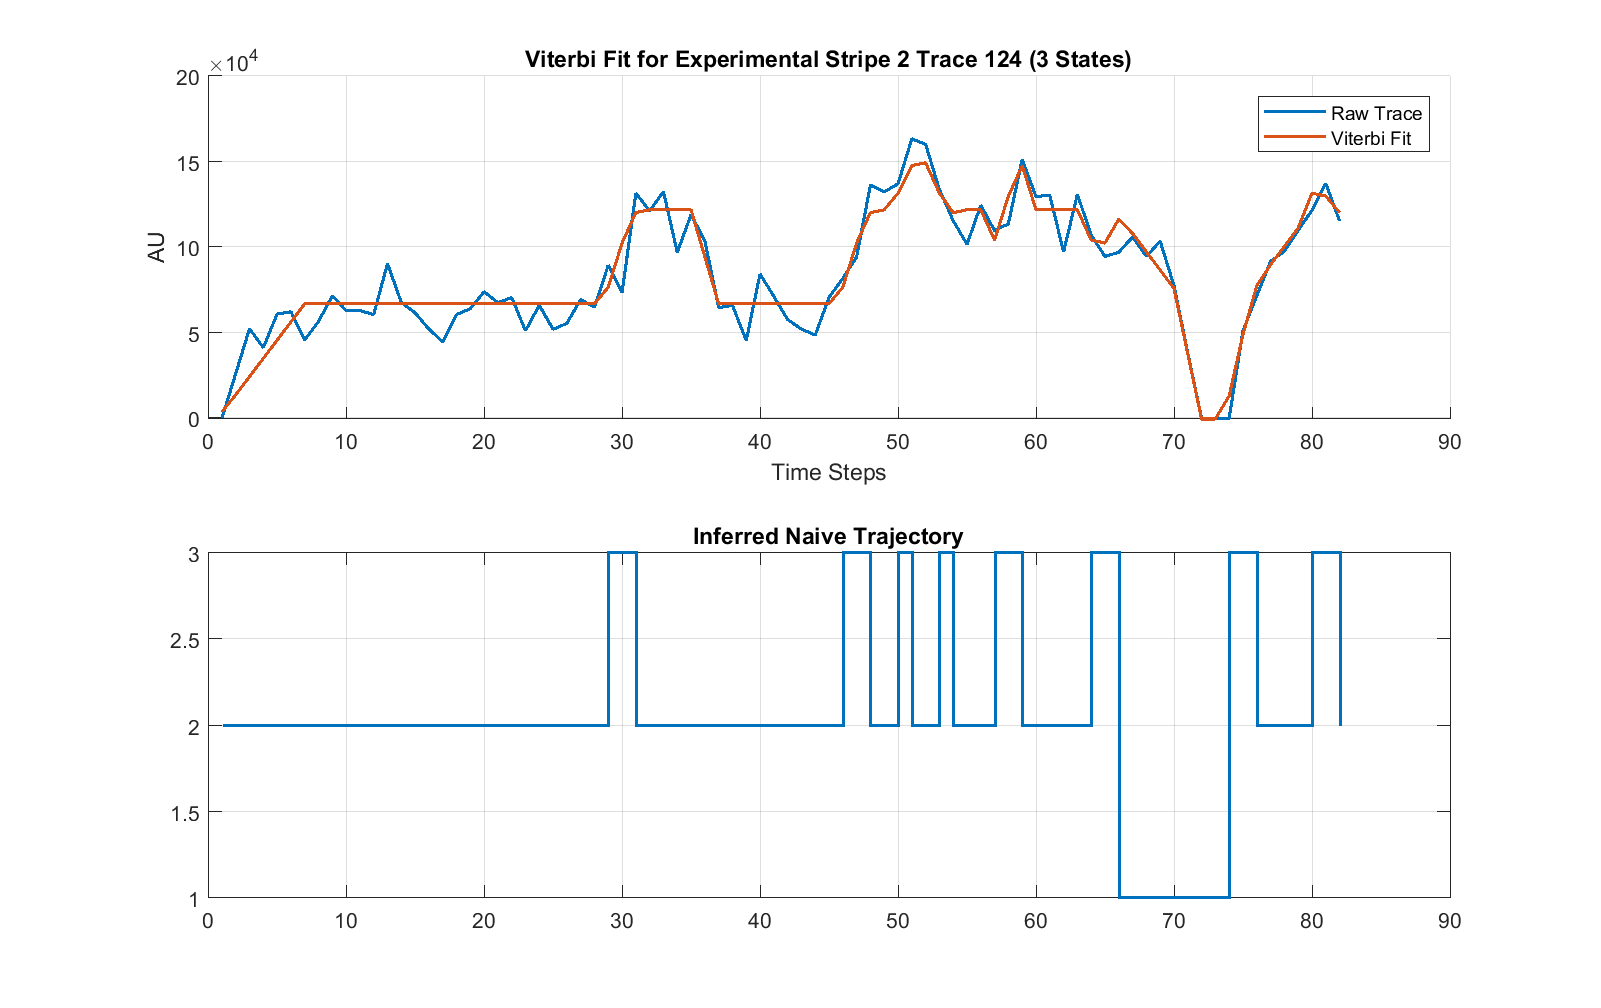 Viterbi Fit for Experimental Stripe 2 Trace 124 (3 States)
×10⁴
20
15
10
5
0
AU
Raw Trace
Viterbi Fit
0 10 20 30 40 50 60 70 80 90
Time Steps
Inferred Naive Trajectory
3
2.5
2
1.5
1
0 10 20 30 40 50 60 70 80 90